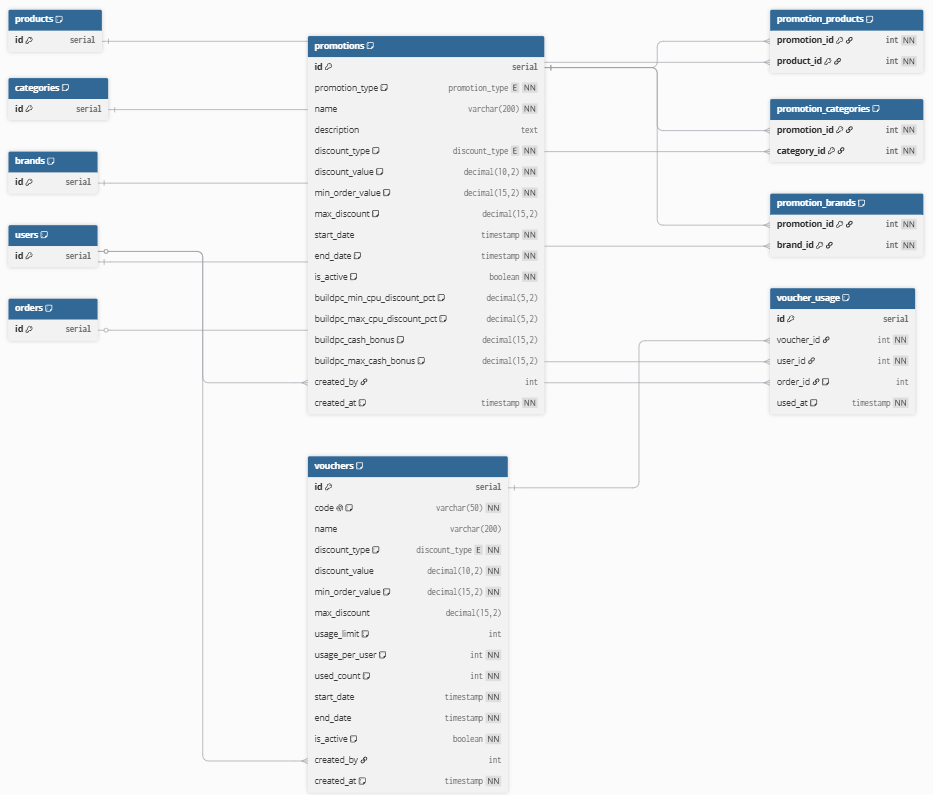 products
id serial
categories
id serial
brands
id serial
users
id serial
orders
id serial
promotions
id serial
promotion_type promotion_type E NN
name varchar(200) NN
description text
discount_type discount_type E NN
discount_value decimal(10,2) NN
min_order_value decimal(15,2) NN
max_discount decimal(15,2)
start_date timestamp NN
end_date timestamp NN
is_active boolean NN
buildpc_min_cpu_discount_pct decimal(5,2)
buildpc_max_cpu_discount_pct decimal(5,2)
buildpc_cash_bonus decimal(15,2)
buildpc_max_cash_bonus decimal(15,2)
created_by int
created_at timestamp NN
vouchers
id serial
code varchar(50) NN
name varchar(200)
discount_type discount_type E NN
discount_value decimal(10,2) NN
min_order_value decimal(15,2) NN
max_discount decimal(15,2)
usage_limit int
usage_per_user int NN
used_count int NN
start_date timestamp NN
end_date timestamp NN
is_active boolean NN
created_by int
created_at timestamp NN
promotion_products
promotion_id int NN
product_id int NN
promotion_categories
promotion_id int NN
category_id int NN
promotion_brands
promotion_id int NN
brand_id int NN
voucher_usage
id serial
voucher_id int NN
user_id int NN
order_id int
used_at timestamp NN